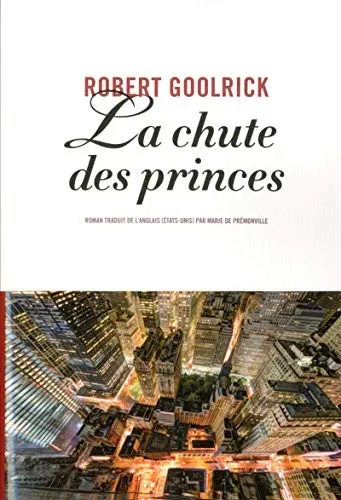 ROBERT GOOLRICK
La chute
des princes
ROMAN TRADUIT DE L'ANGLAIS (ÉTATS-UNIS) PAR MARIE DE PRÉMONVILLE